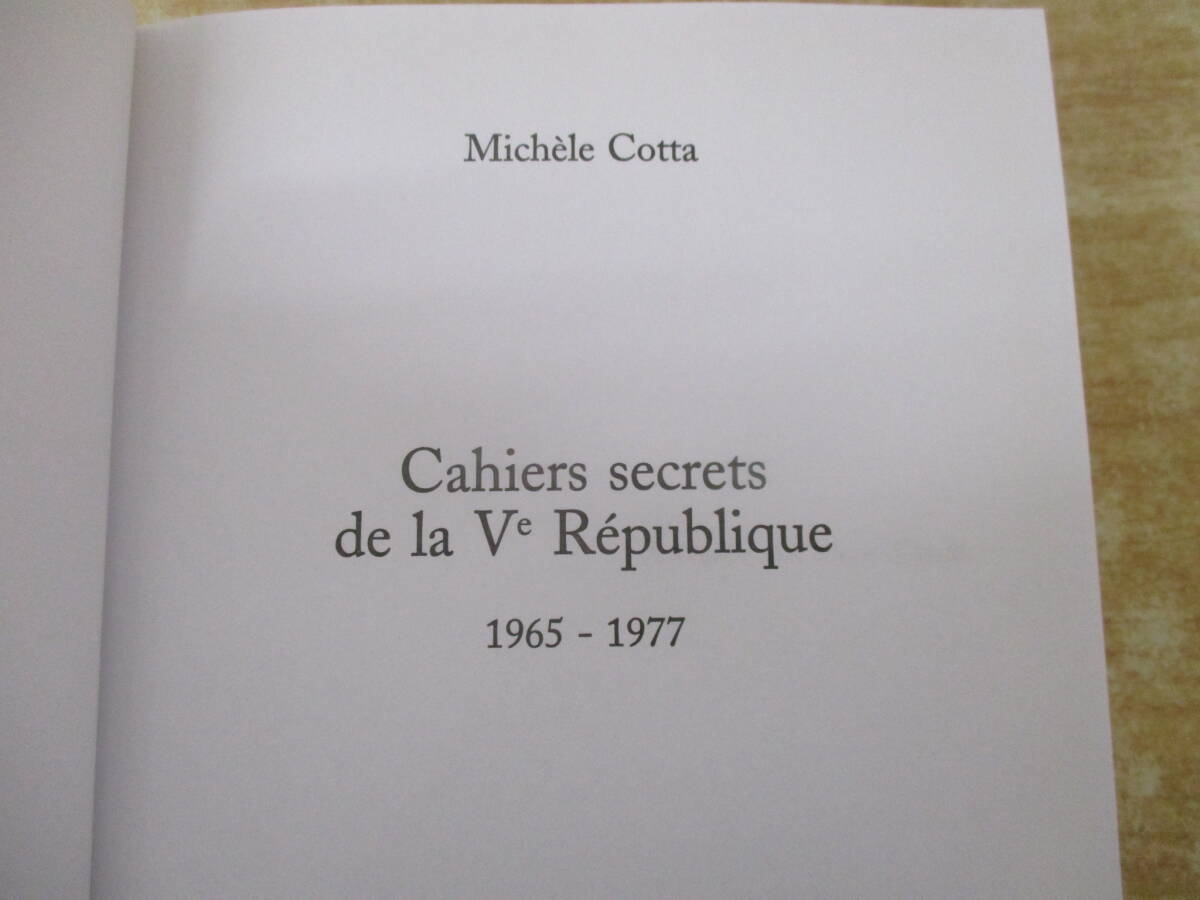 Michèle Cotta
Cahiers secrets
de la Ve République
1965 - 1977